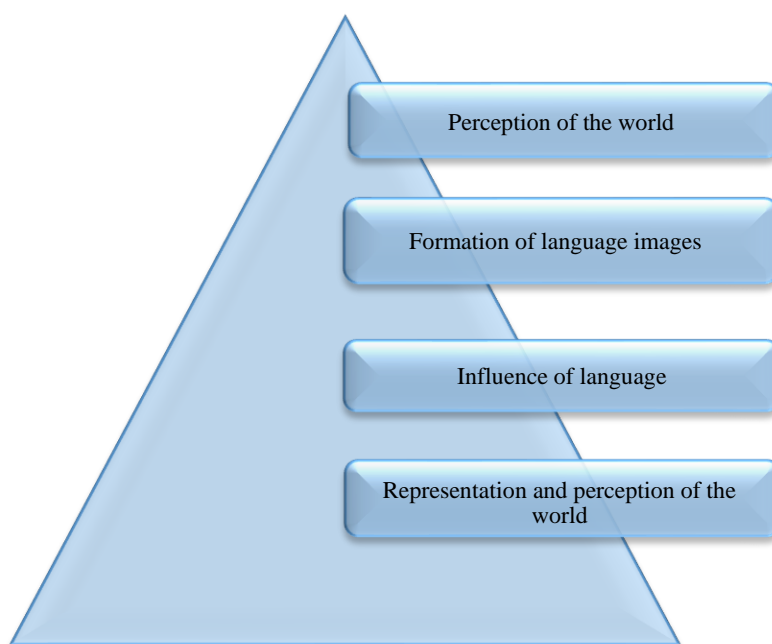 Perception of the world
Formation of language images
Influence of language
Representation and perception of the
world